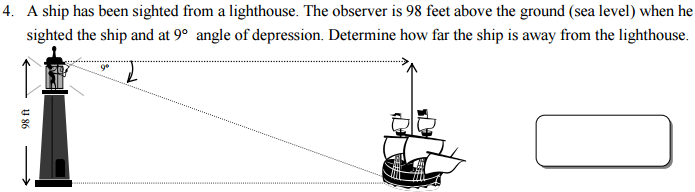 4. A ship has been sighted from a lighthouse. The observer is 98 feet above the ground (sea level) when he
sighted the ship and at 9° angle of depression. Determine how far the ship is away from the lighthouse.
9°
98 ft